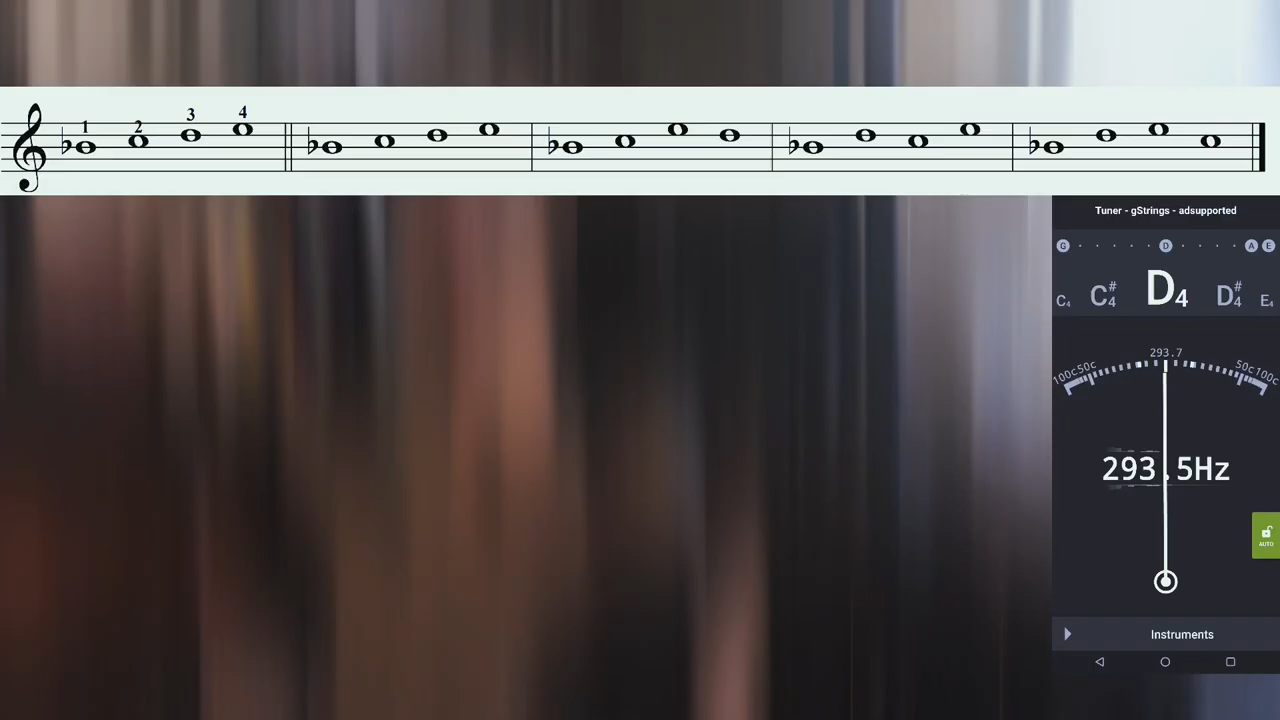 1 2 3 4
Tuner - gStrings - adsupported
G D A E
C4 C#4 D4 D#4 E4
293.7
100c 50c 50c 100c
293.5Hz
AUTO
Instruments